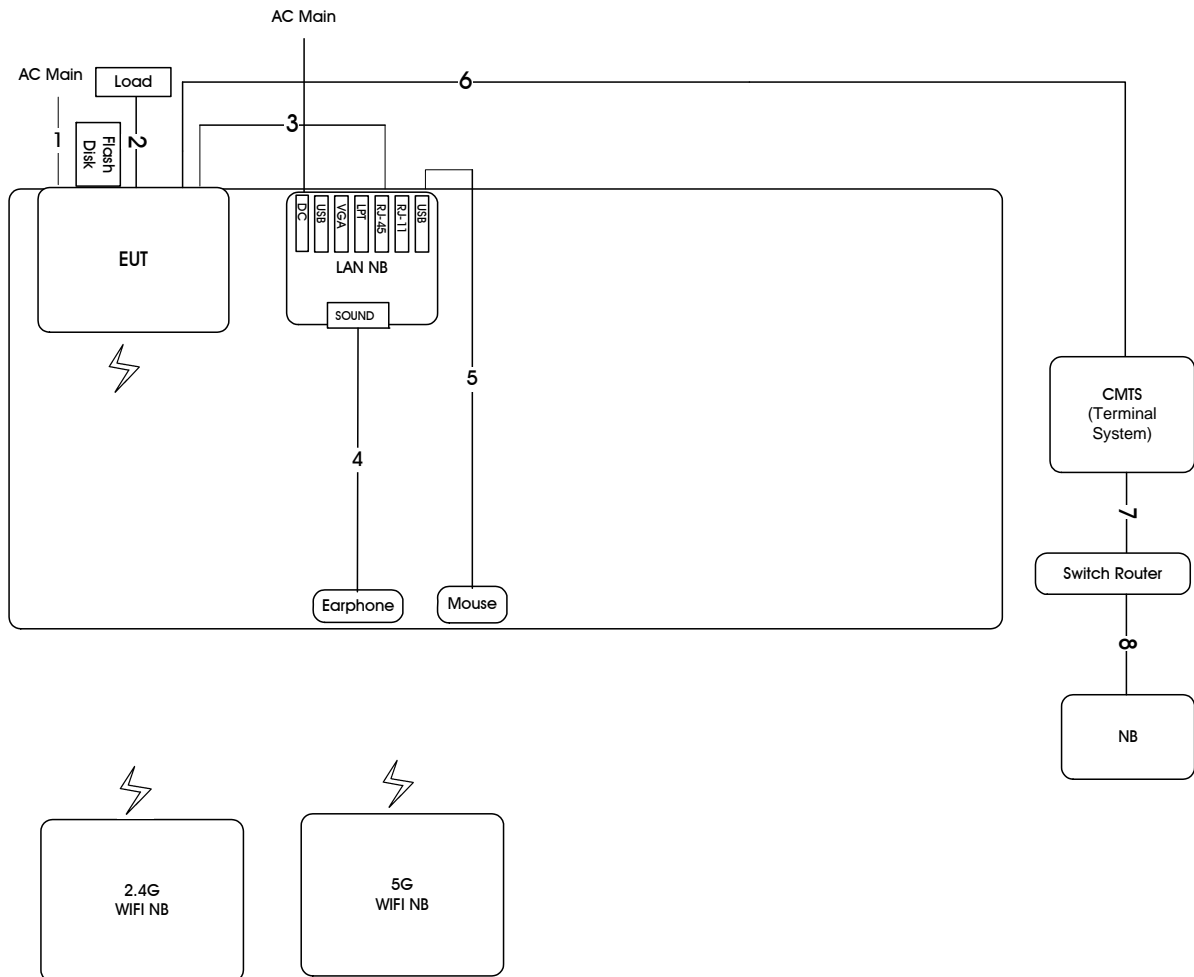 AC Main
AC Main
Load
6
1
Flash
Disk
2
3
DC
USB
VGA
LPT
RJ-45
RJ-11
USB
EUT
LAN NB
SOUND
5
4
CMTS
(Terminal
System)
7
Switch Router
Earphone
Mouse
8
NB
2.4G
WIFI NB
5G
WIFI NB